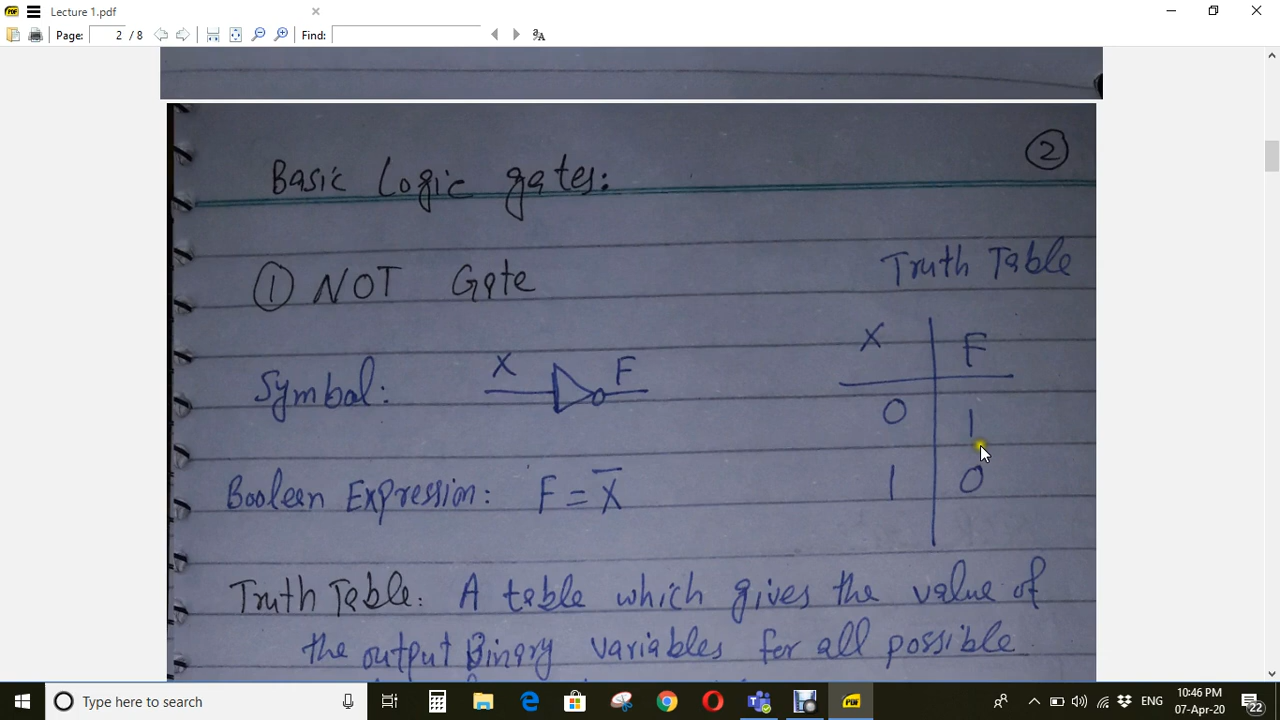 Lecture 1.pdf
Page: 2 / 8 Find:
Basic Logic gates:
2
1 NOT Gate
Truth Table
X F
Symbol: X F
0 1
Boolean Expression: F = X̅
1 0
Truth Table: A table which gives the value of
the output Binary variables for all possible
Type here to search
ENG
10:46 PM
07-Apr-20
22